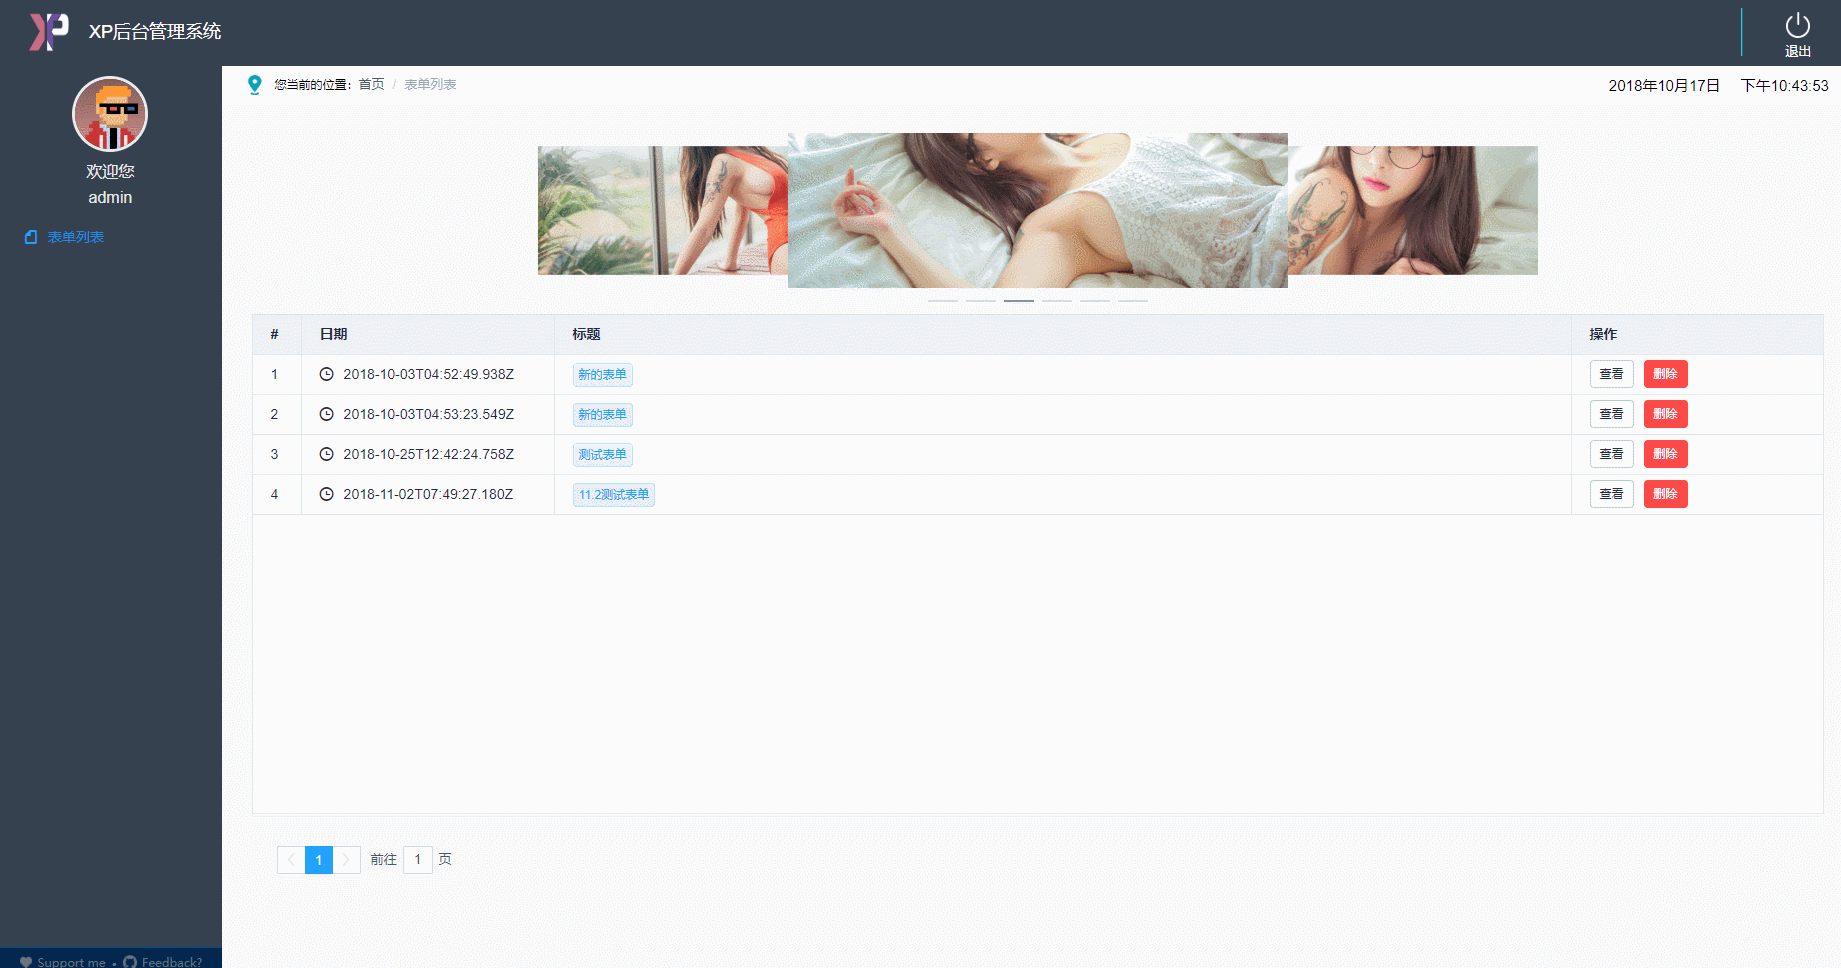 XP XP后台管理系统
退出
欢迎您
admin
表单列表
您当前的位置: 首页 / 表单列表
2018年10月17日 下午10:43:53
# 日期 标题 操作
1 2018-10-03T04:52:49.938Z 新的表单 查看 删除
2 2018-10-03T04:53:23.549Z 新的表单 查看 删除
3 2018-10-25T12:42:24.758Z 测试表单 查看 删除
4 2018-11-02T07:49:27.180Z 11.2测试表单 查看 删除
1 前往 1 页
Support me • Feedback?